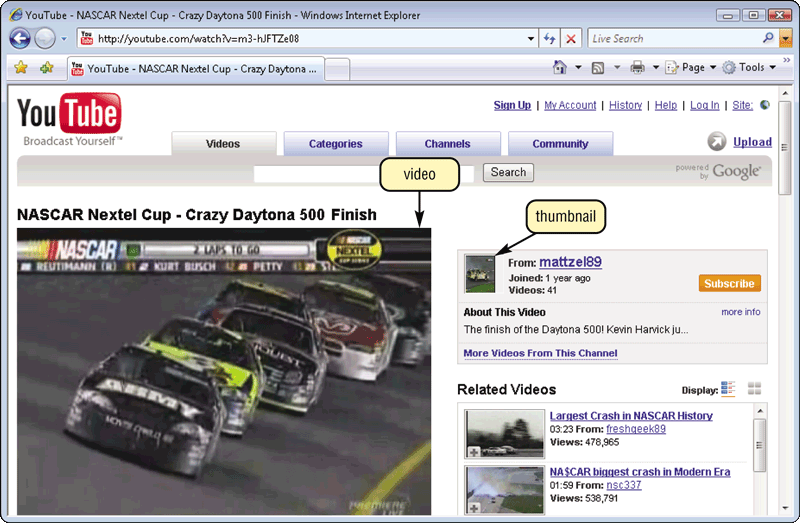 YouTube - NASCAR Nextel Cup - Crazy Daytona 500 Finish - Windows Internet Explorer
http://youtube.com/watch?v=m3-hJFTZe08
Live Search
YouTube - NASCAR Nextel Cup - Crazy Daytona ...
Page
Tools
YouTube
Broadcast Yourself™
Sign Up | My Account | History | Help | Log In | Site:
Videos
Categories
Channels
Community
Upload
Search
powered by Google™
video
NASCAR Nextel Cup - Crazy Daytona 500 Finish
thumbnail
NASCAR
2 LAPS TO GO
NEXTEL
REUTIMANN (R) 41 KURT BUSCH 42 PETTY
ARMY
From: mattzel89
Joined: 1 year ago
Videos: 41
Subscribe
About This Video
more info
The finish of the Daytona 500! Kevin Harvick ju...
More Videos From This Channel
Related Videos
Display:
Largest Crash in NASCAR History
03:23 From: freshgeek89
Views: 478,965
NA$CAR biggest crash in Modern Era
01:59 From: nsc337
Views: 538,791
PREMIERE
LIVE